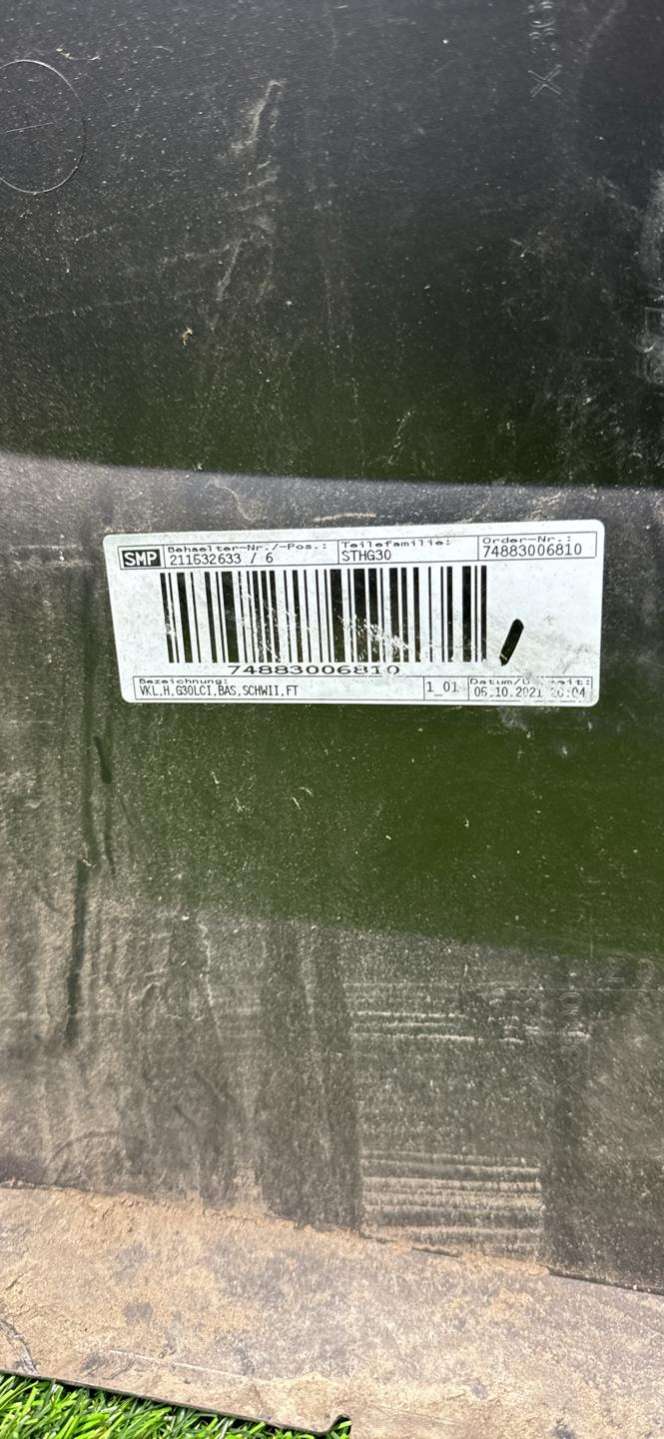 SMP Behaelter-Nr./-Pos.: Teilefamilie: Order-Nr.:
211632633 / 6 STHG30 74883006810
74883006810
Bezeichnung: Datum/
VKL,H,G30LCI,BAS,SCHWII,FT 1_01 06.10.2021